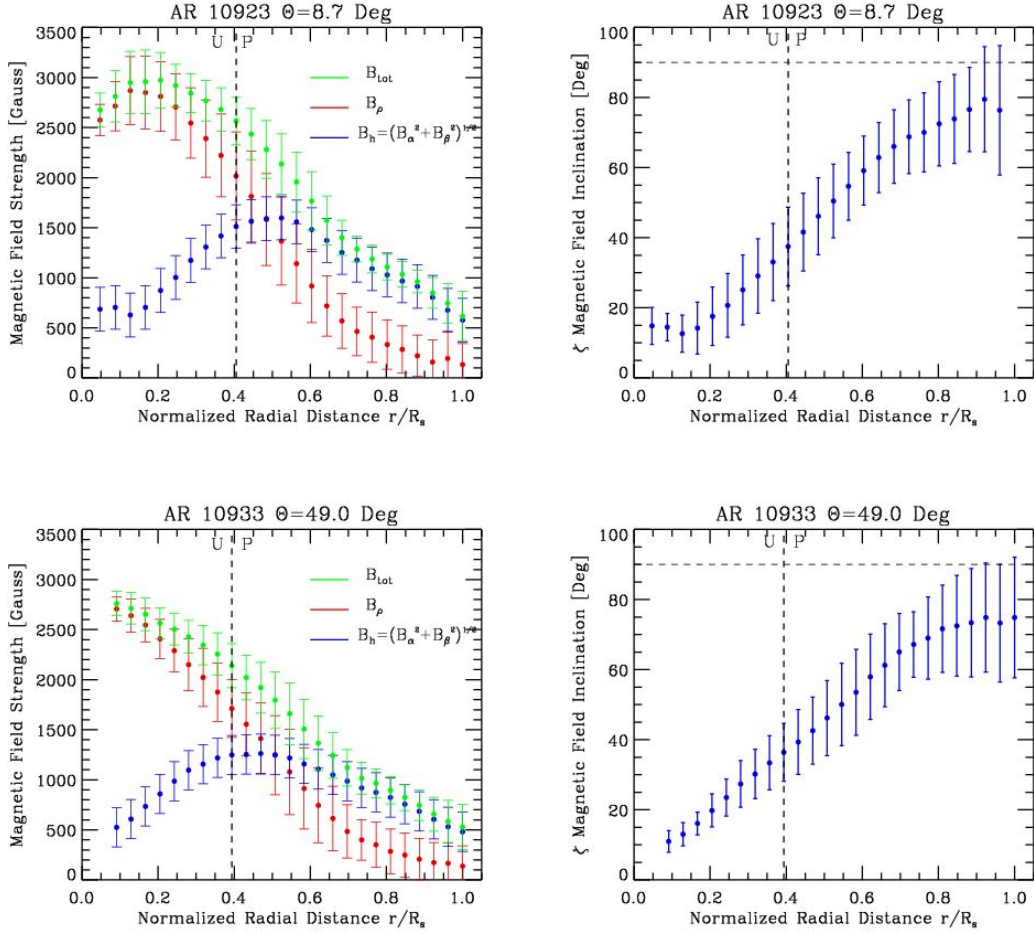 AR 10923 Θ=8.7 Deg
U P
Magnetic Field Strength [Gauss]
3500
3000
2500
2000
1500
1000
500
0
B_tot
B_ρ
B_h=(B_α²+B_β²)^1/2
0.0 0.2 0.4 0.6 0.8 1.0
Normalized Radial Distance r/R_s
AR 10923 Θ=8.7 Deg
U P
ζ Magnetic Field Inclination [Deg]
100
80
60
40
20
0
0.0 0.2 0.4 0.6 0.8 1.0
Normalized Radial Distance r/R_s
AR 10933 Θ=49.0 Deg
U P
Magnetic Field Strength [Gauss]
3500
3000
2500
2000
1500
1000
500
0
B_tot
B_ρ
B_h=(B_α²+B_β²)^1/2
0.0 0.2 0.4 0.6 0.8 1.0
Normalized Radial Distance r/R_s
AR 10933 Θ=49.0 Deg
U P
ζ Magnetic Field Inclination [Deg]
100
80
60
40
20
0
0.0 0.2 0.4 0.6 0.8 1.0
Normalized Radial Distance r/R_s